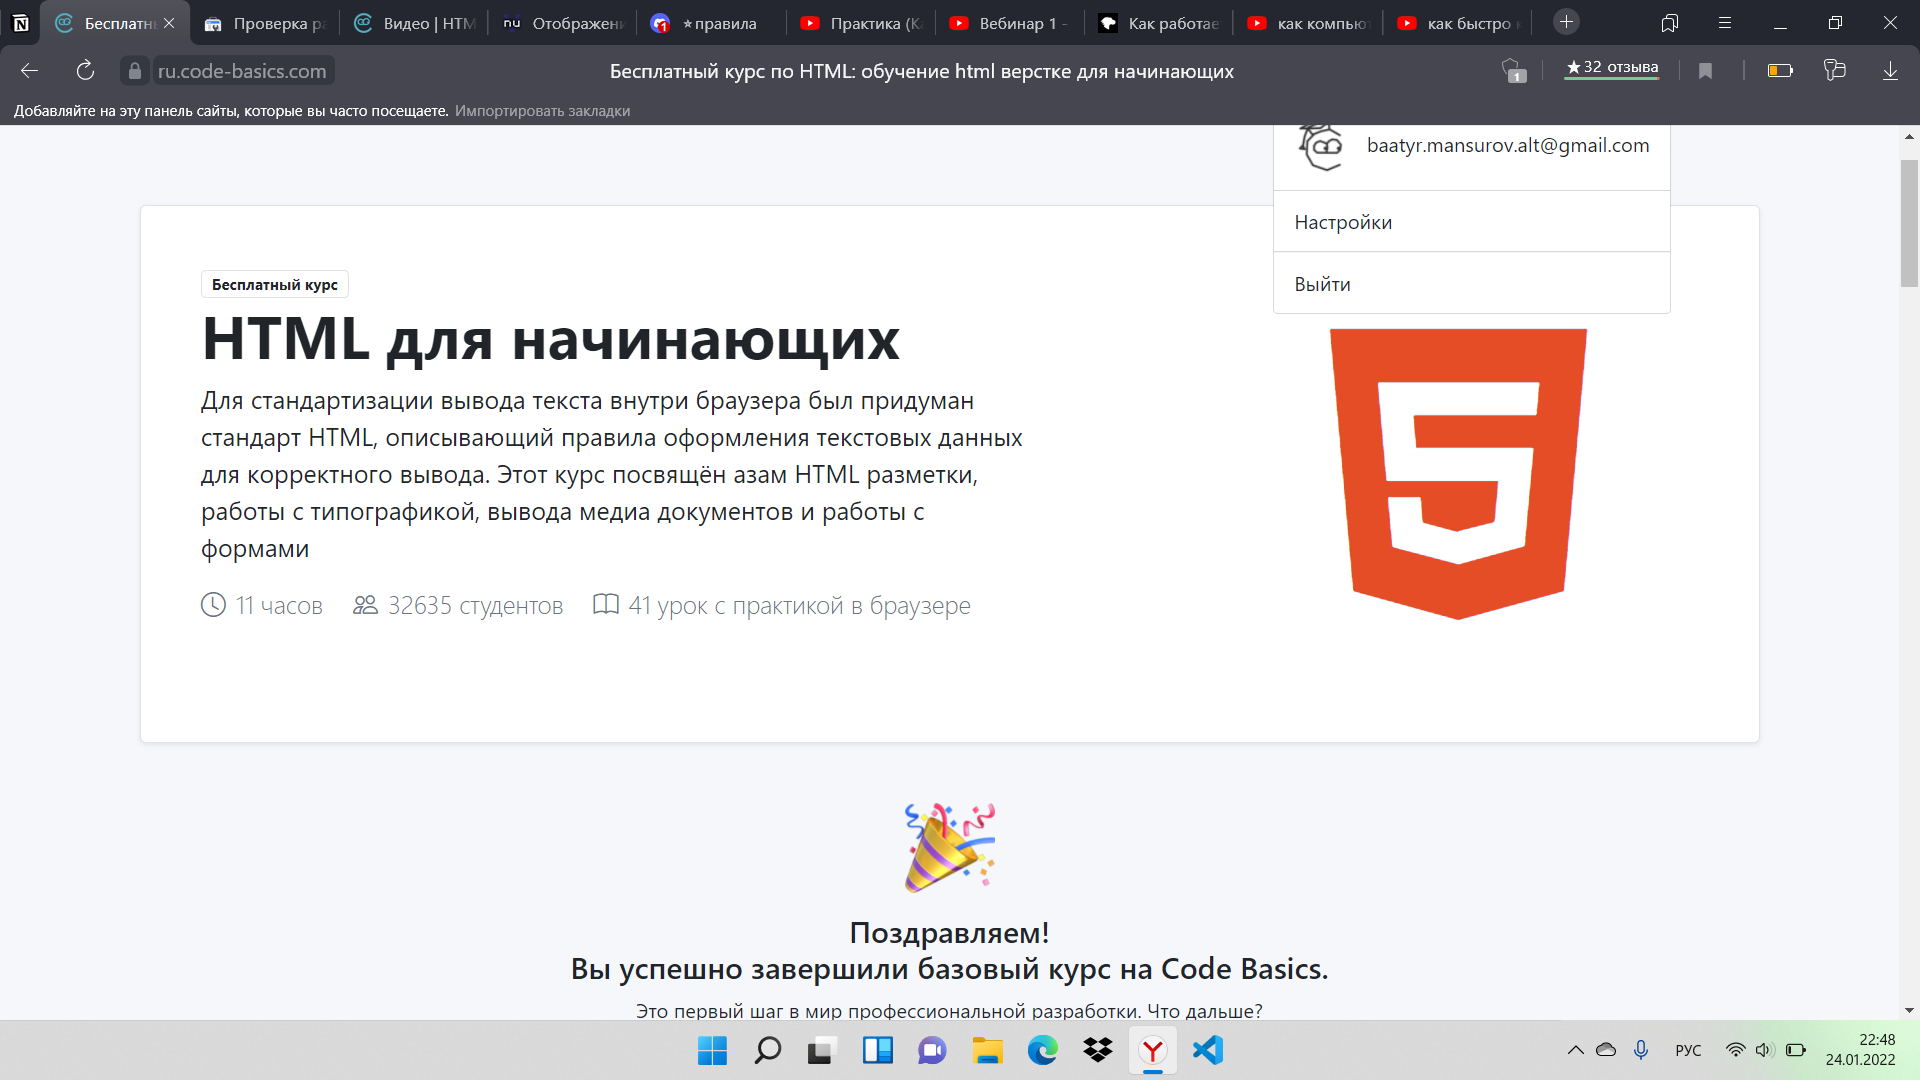 Бесплатн
Проверка ра
Видео | HTM
Отображени
правила
Практика (Ка
Вебинар 1 -
Как работае
как компьют
как быстро
ru.code-basics.com
Бесплатный курс по HTML: обучение html верстке для начинающих
1
★32 отзыва
Добавляйте на эту панель сайты, которые вы часто посещаете. Импортировать закладки
baatyr.mansurov.alt@gmail.com
Настройки
Выйти
Бесплатный курс
HTML для начинающих
Для стандартизации вывода текста внутри браузера был придуман
стандарт HTML, описывающий правила оформления текстовых данных
для корректного вывода. Этот курс посвящён азам HTML разметки,
работы с типографикой, вывода медиа документов и работы с
формами
11 часов
32635 студентов
41 урок с практикой в браузере
Поздравляем!
Вы успешно завершили базовый курс на Code Basics.
Это первый шаг в мир профессиональной разработки. Что дальше?
РУС
22:48
24.01.2022